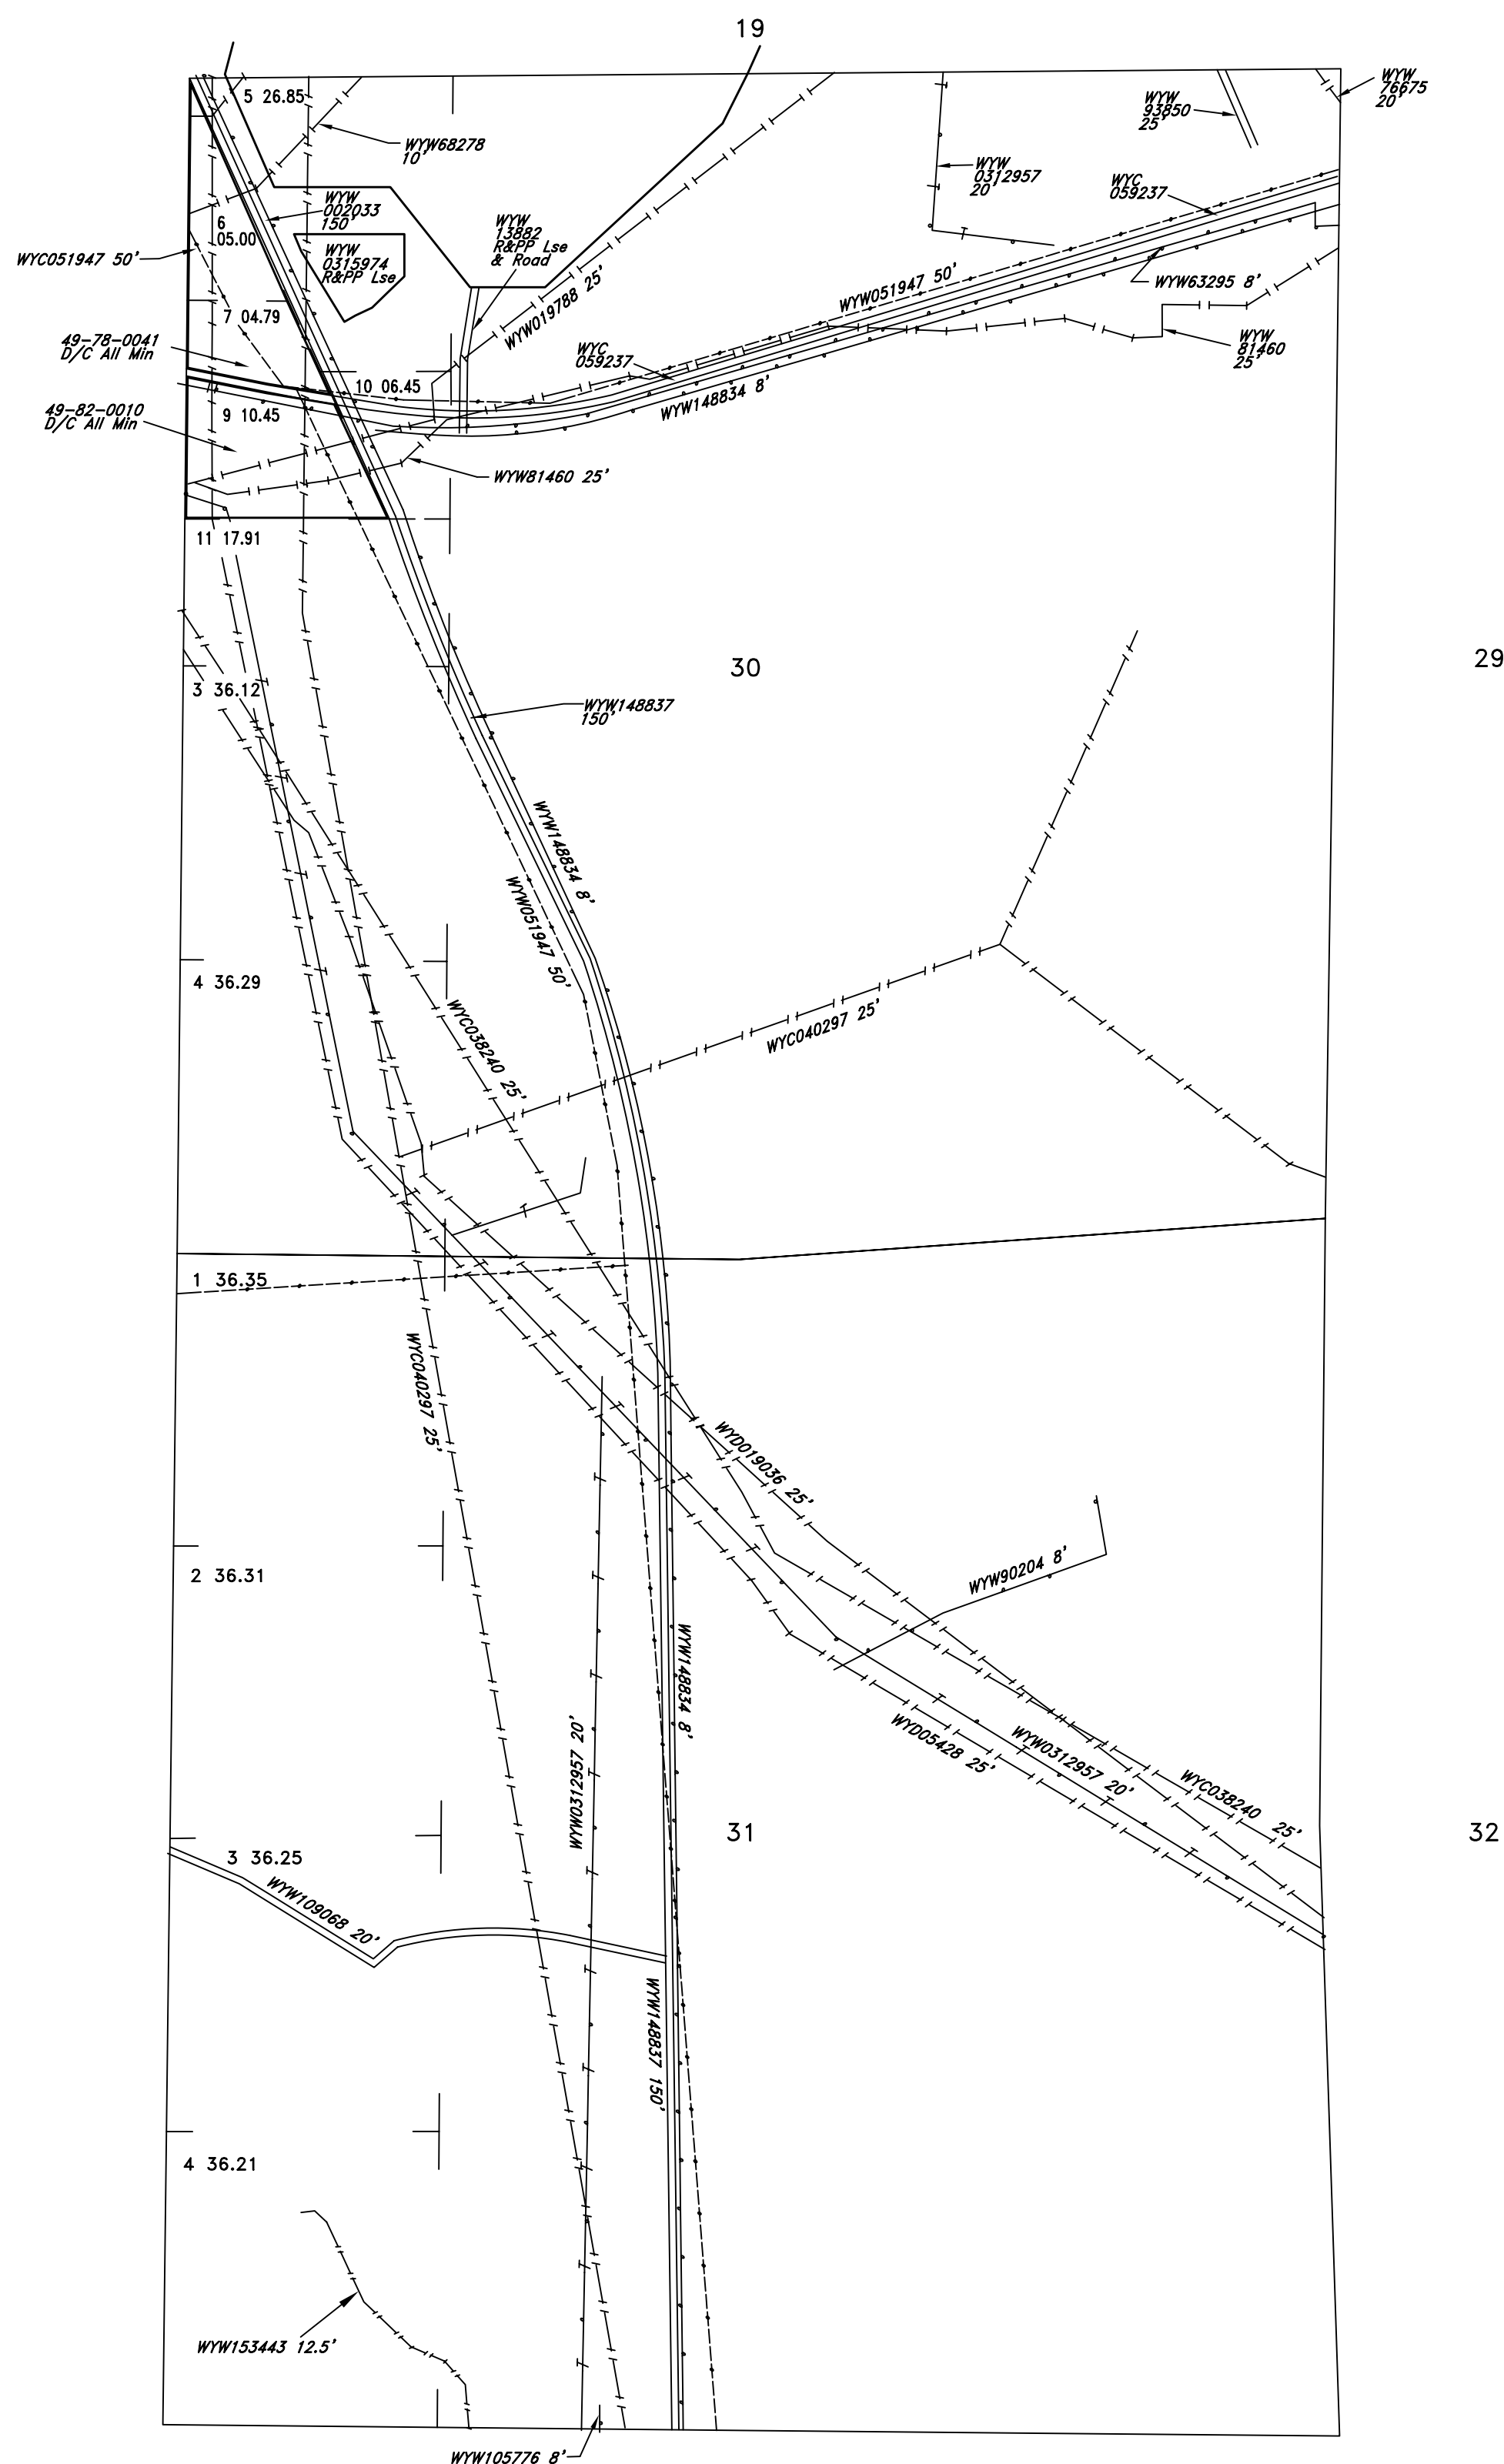 19
WYW
76675
20'
5 26.85
WYW
93850
25'
WYW68278
10'
WYW
0312957
20'
WYC
059237
WYW
002033
150'
WYW
13882
R&PP Lse
& Road
6
05.00
WYW
0315974
R&PP Lse
WYC051947 50'
WYW051947 50'
WYW63295 8'
WYW019788 25'
7 04.79
49-78-0041
D/C All Min
WYC
059237
WYW
81460
25'
10 06.45
WYW148834 8'
49-82-0010
D/C All Min
9 10.45
WYW81460 25'
11 17.91
30
29
3 36.12
WYW148837
150'
WYW148834 8'
WYW051947 50'
4 36.29
WYC038240 25'
WYC040297 25'
1 36.35
WYC040297 25'
WYD019036 25'
2 36.31
WYW90204 8'
WYW148834 8'
WYW0312957 20'
WYD05428 25'
WYW0312957 20'
WYC038240 25'
31
32
3 36.25
WYW109068 20'
WYW148837 150'
4 36.21
WYW153443 12.5'
WYW105776 8'